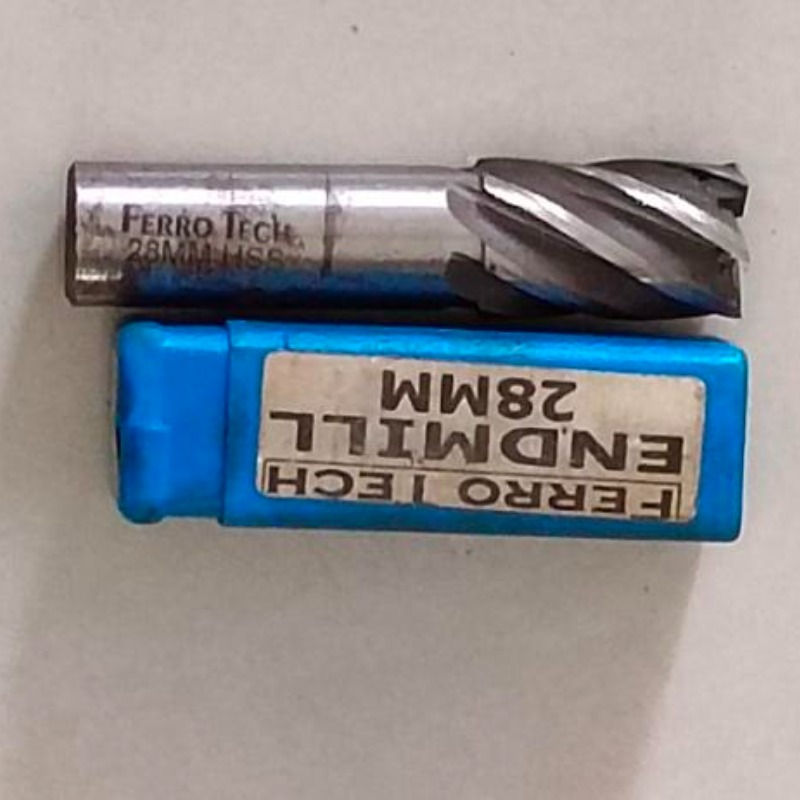 FERRO TECH
28MM HSS
FERRO TECH
ENDMILL
28MM